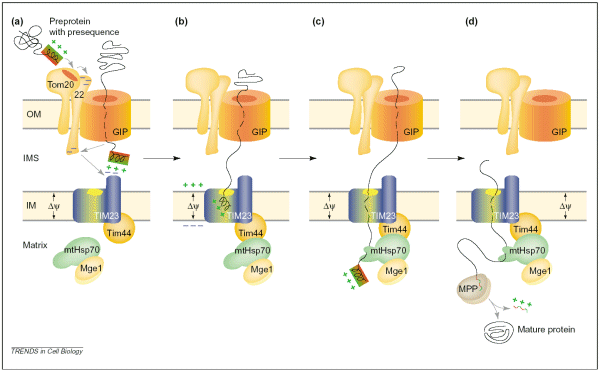 (a)
Preprotein
with presequence
+++
Tom20
22
– –
OM
GIP
IMS
+++
– –
IM
Δψ
TIM23
Tim44
Matrix
mtHsp70
Mge1
(b)
GIP
+++
Δψ
– – –
+++
TIM23
Tim44
mtHsp70
Mge1
(c)
GIP
Δψ
TIM23
Tim44
mtHsp70
Mge1
+++
(d)
GIP
Δψ
TIM23
Tim44
mtHsp70
Mge1
MPP
+++
Mature protein
TRENDS in Cell Biology